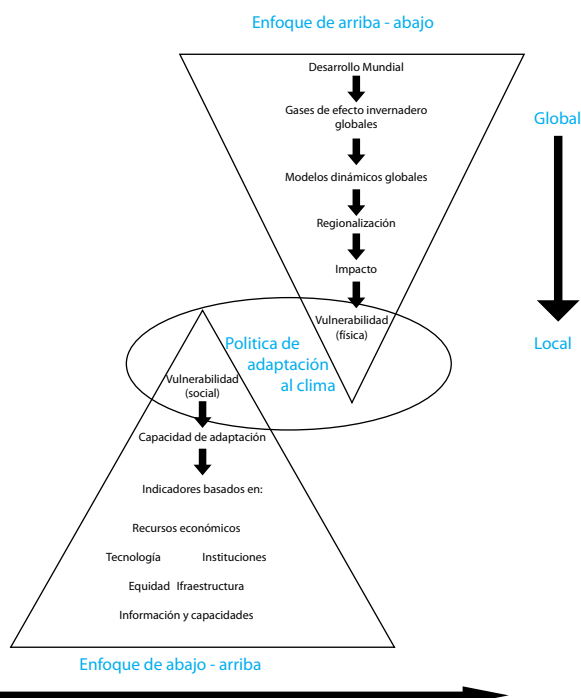 Enfoque de arriba - abajo
Desarrollo Mundial
Gases de efecto invernadero
globales
Global
Modelos dinámicos globales
Regionalización
Impacto
Vulnerabilidad
(física)
Local
Politica de
adaptación
al clima
Vulnerabilidad
(social)
Capacidad de adaptación
Indicadores basados en:
Recursos económicos
Tecnología Instituciones
Equidad Ifraestructura
Información y capacidades
Enfoque de abajo - arriba